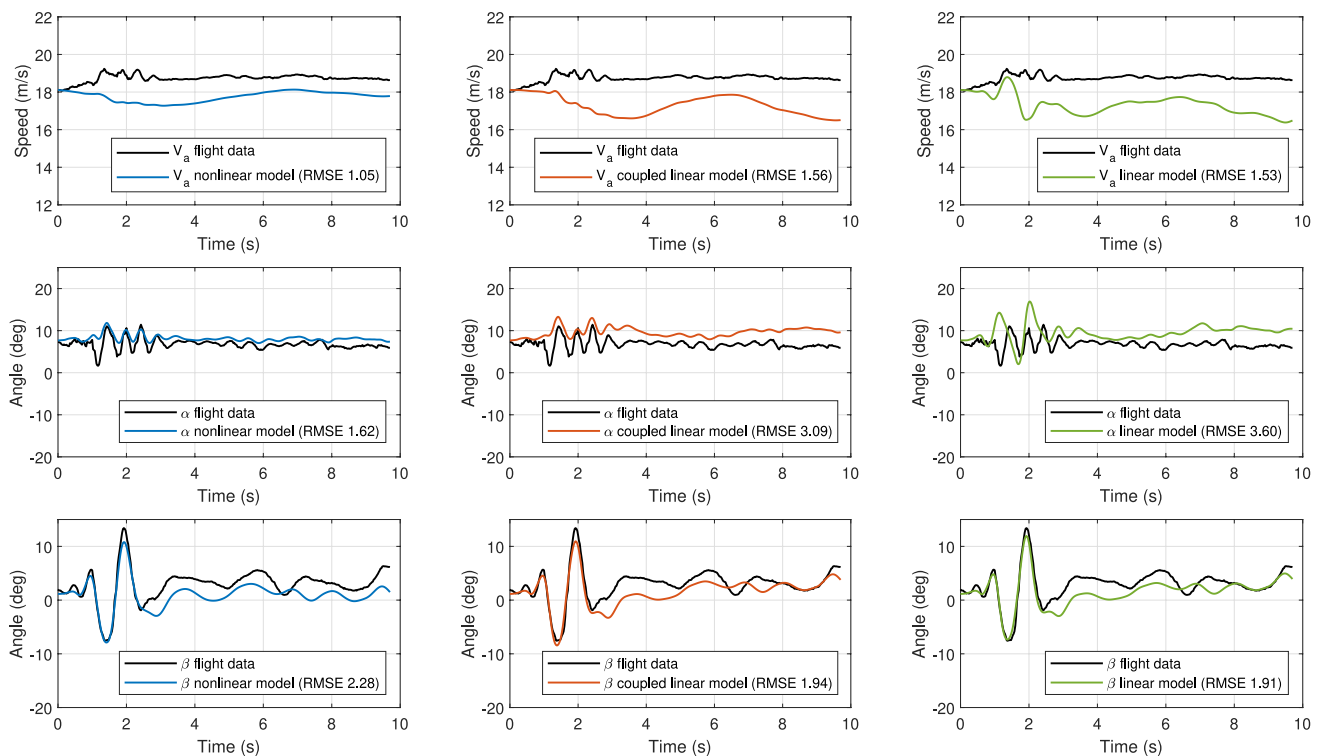 22
20
18
16
14
12
Speed (m/s)
V_a flight data
V_a nonlinear model (RMSE 1.05)
0 2 4 6 8 10
Time (s)
22
20
18
16
14
12
Speed (m/s)
V_a flight data
V_a coupled linear model (RMSE 1.56)
0 2 4 6 8 10
Time (s)
22
20
18
16
14
12
Speed (m/s)
V_a flight data
V_a linear model (RMSE 1.53)
0 2 4 6 8 10
Time (s)
20
10
0
-10
-20
Angle (deg)
α flight data
α nonlinear model (RMSE 1.62)
0 2 4 6 8 10
Time (s)
20
10
0
-10
-20
Angle (deg)
α flight data
α coupled linear model (RMSE 3.09)
0 2 4 6 8 10
Time (s)
20
10
0
-10
-20
Angle (deg)
α flight data
α linear model (RMSE 3.60)
0 2 4 6 8 10
Time (s)
10
0
-10
-20
Angle (deg)
β flight data
β nonlinear model (RMSE 2.28)
0 2 4 6 8 10
Time (s)
10
0
-10
-20
Angle (deg)
β flight data
β coupled linear model (RMSE 1.94)
0 2 4 6 8 10
Time (s)
10
0
-10
-20
Angle (deg)
β flight data
β linear model (RMSE 1.91)
0 2 4 6 8 10
Time (s)